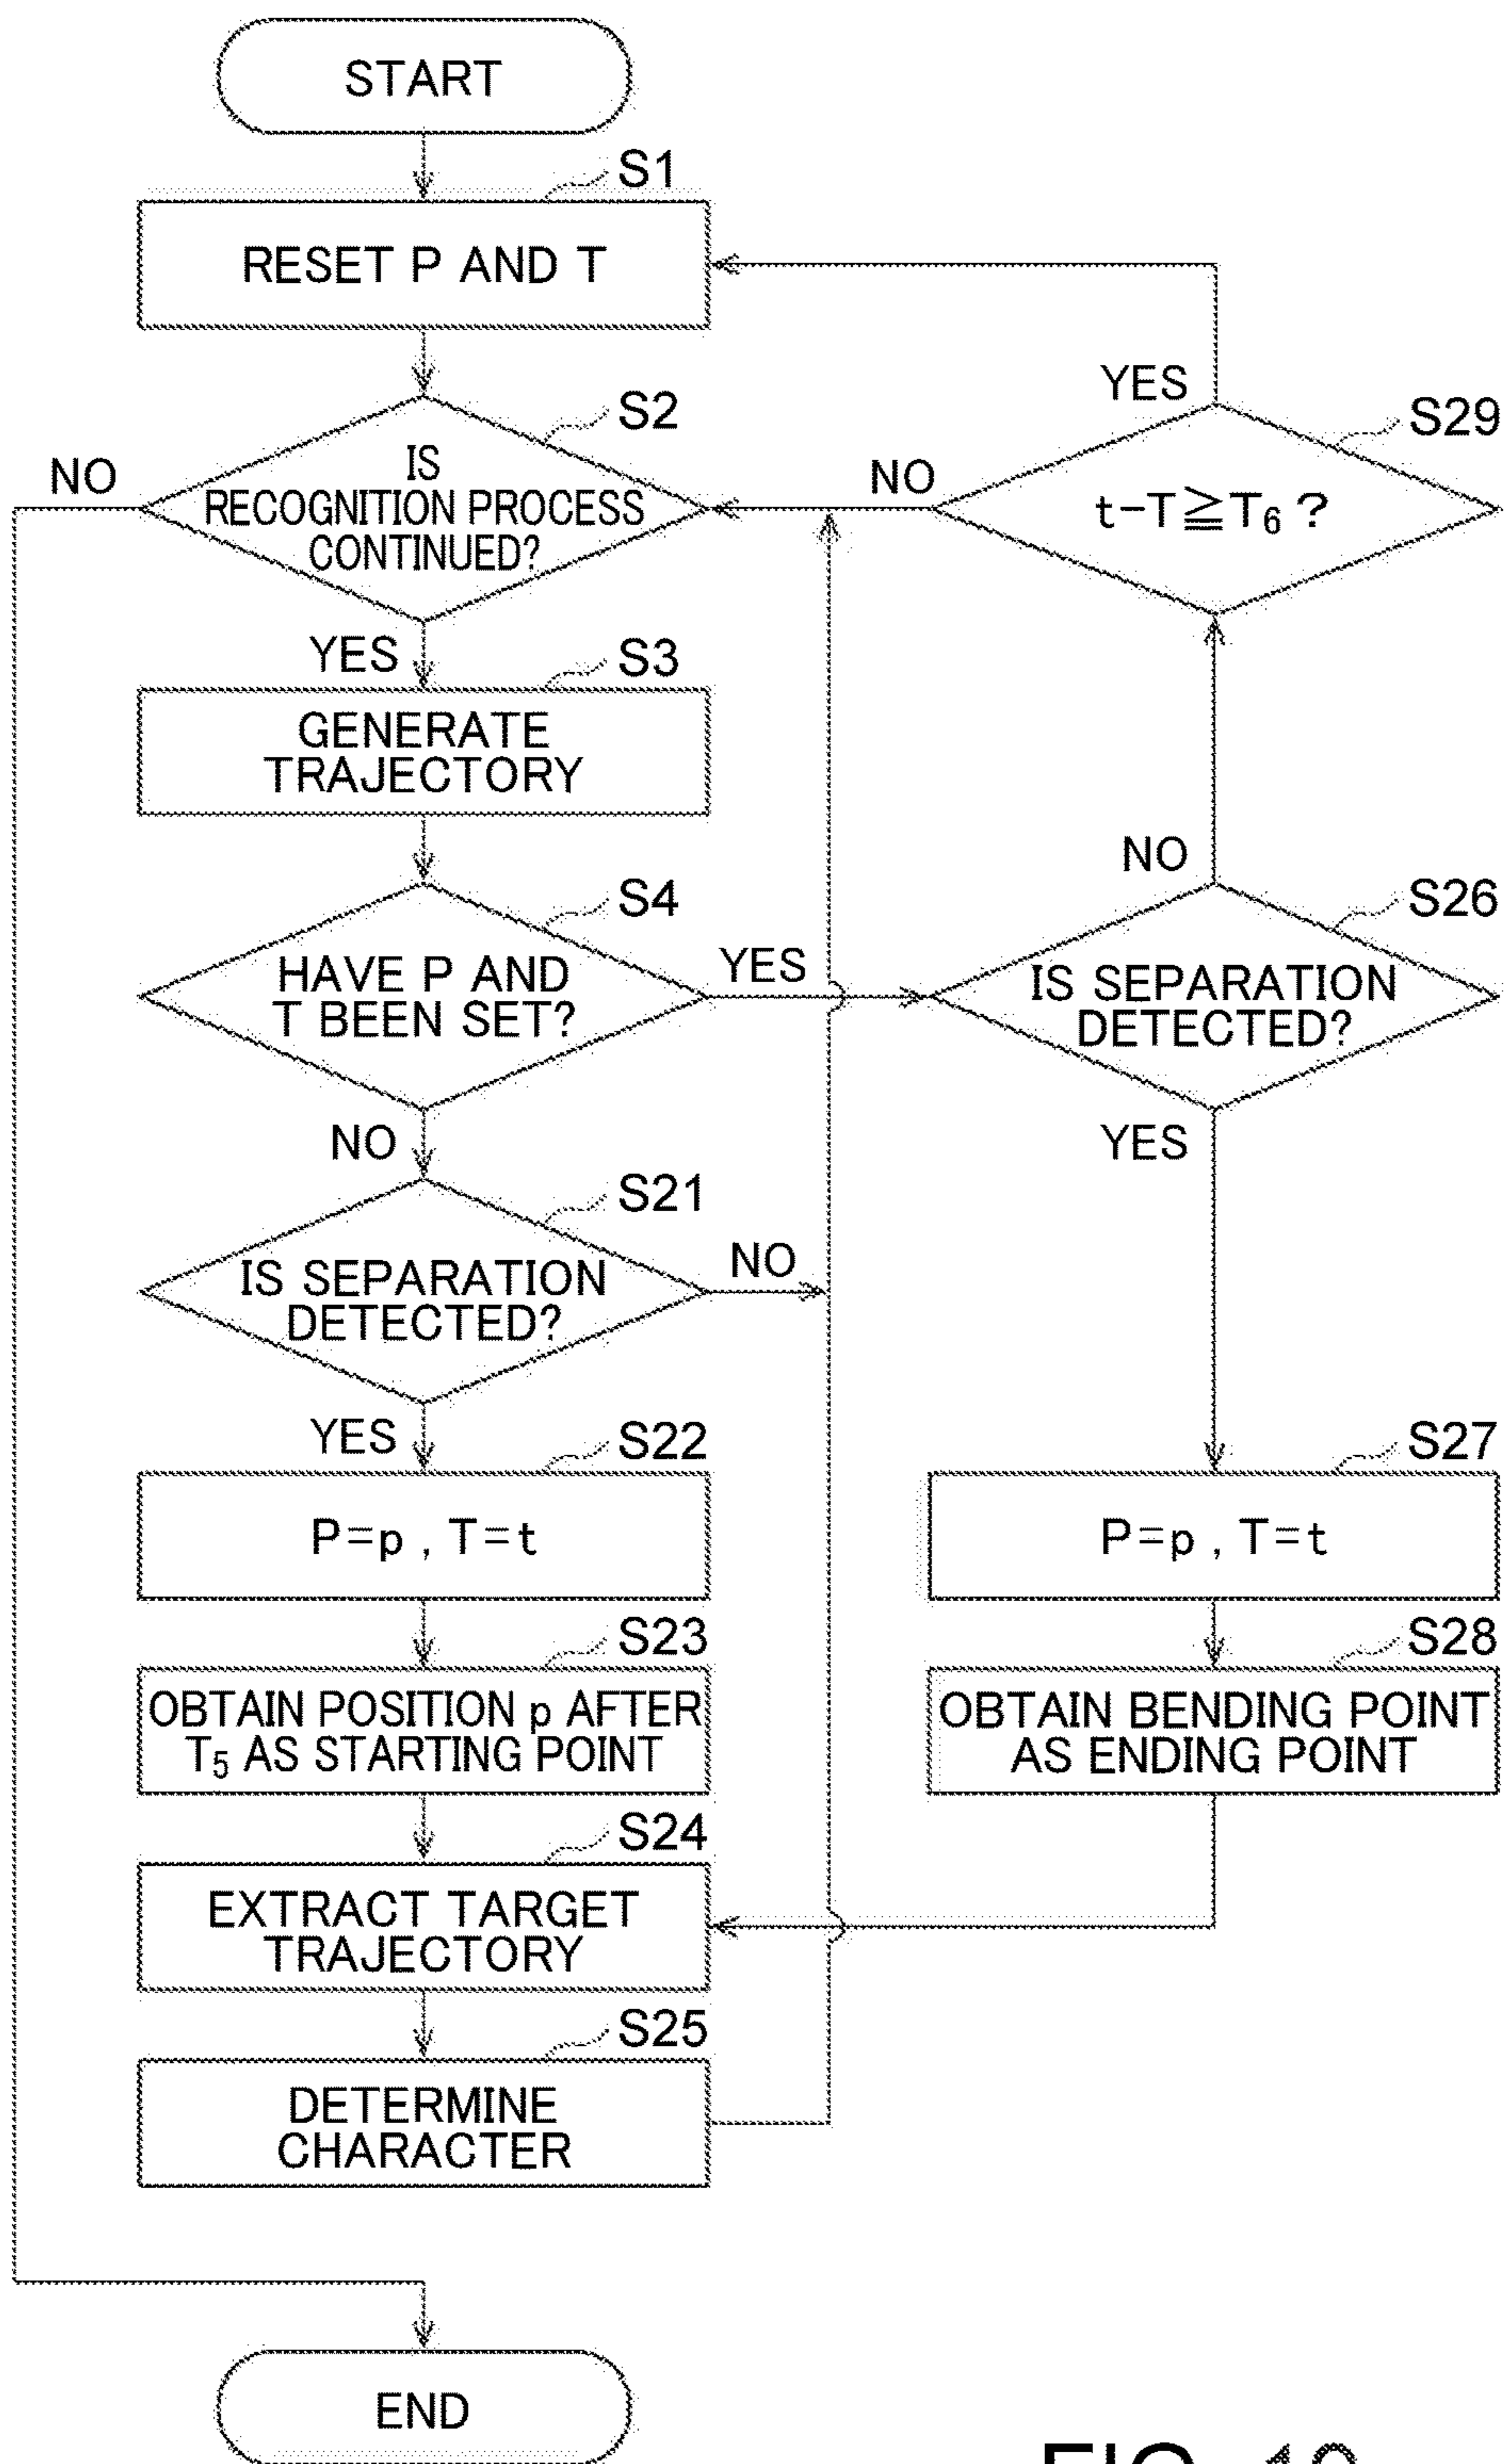 START
S1
RESET P AND T
YES
S2
S29
NO
IS
RECOGNITION PROCESS
CONTINUED?
NO
t-T≧T₆ ?
YES
S3
GENERATE
TRAJECTORY
NO
S4
S26
HAVE P AND
T BEEN SET?
YES
IS SEPARATION
DETECTED?
NO
YES
S21
IS SEPARATION
DETECTED?
NO
YES
S22
S27
P=p , T=t
P=p , T=t
S23
S28
OBTAIN POSITION p AFTER
T₅ AS STARTING POINT
OBTAIN BENDING POINT
AS ENDING POINT
S24
EXTRACT TARGET
TRAJECTORY
S25
DETERMINE
CHARACTER
END